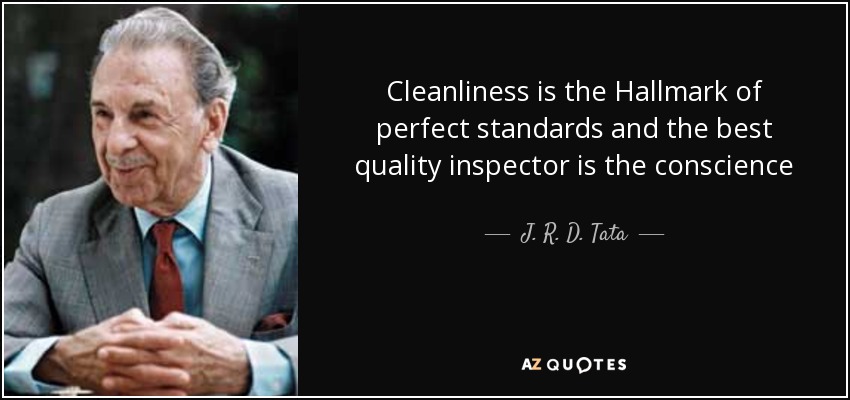 Cleanliness is the Hallmark of
perfect standards and the best
quality inspector is the conscience
J. R. D. Tata
AZ QUOTES